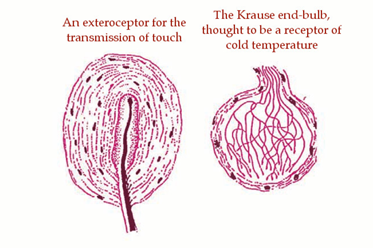 An exteroceptor for the
transmission of touch
The Krause end-bulb,
thought to be a receptor of
cold temperature